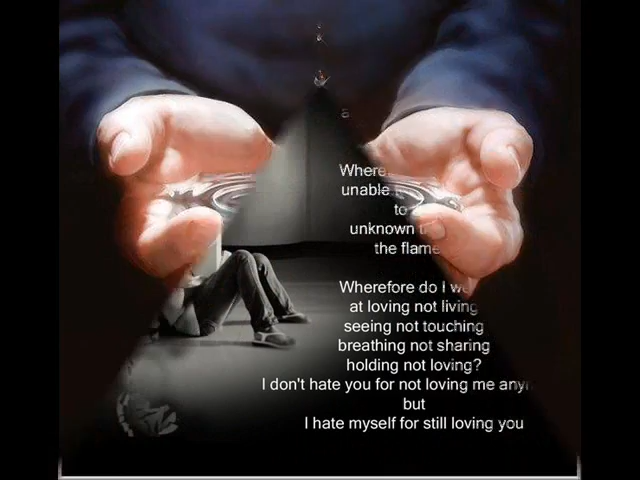 a
Where
unable
to
unknown
the flame
Wherefore do I
at loving not living
seeing not touching
breathing not sharing
holding not loving?
I don't hate you for not loving me
but
I hate myself for still loving you